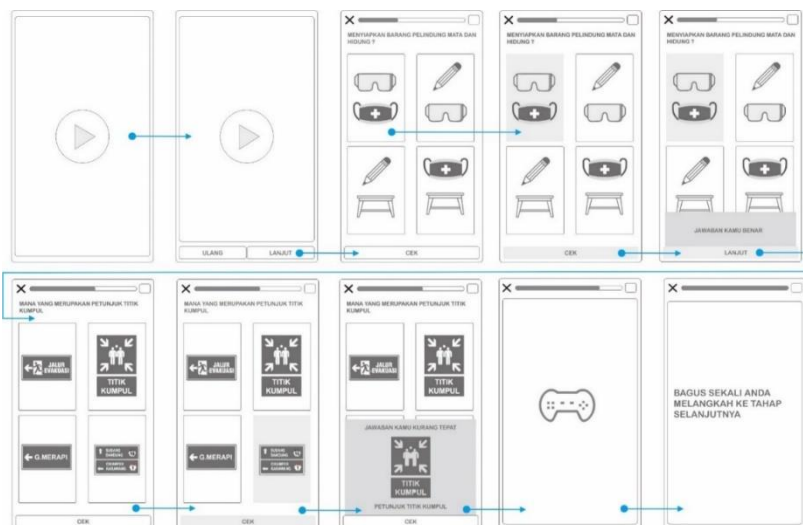 ULANG
LANJUT
MENYIAPKAN BARANG PELINDUNG MATA DAN
HIDUNG ?
CEK
MENYIAPKAN BARANG PELINDUNG MATA DAN
HIDUNG ?
CEK
MENYIAPKAN BARANG PELINDUNG MATA DAN
HIDUNG ?
JAWABAN KAMU BENAR
LANJUT
MANA YANG MERUPAKAN PETUNJUK TITIK
KUMPUL
JALUR
EVAKUASI
TITIK
KUMPUL
G.MERAPI
CEK
MANA YANG MERUPAKAN PETUNJUK TITIK
KUMPUL
JALUR
EVAKUASI
TITIK
KUMPUL
G.MERAPI
CEK
MANA YANG MERUPAKAN PETUNJUK TITIK
KUMPUL
JALUR
EVAKUASI
TITIK
KUMPUL
JAWABAN KAMU KURANG TEPAT
TITIK
KUMPUL
PETUNJUK TITIK KUMPUL
CEK
BAGUS SEKALI ANDA
MELANGKAH KE TAHAP
SELANJUTNYA